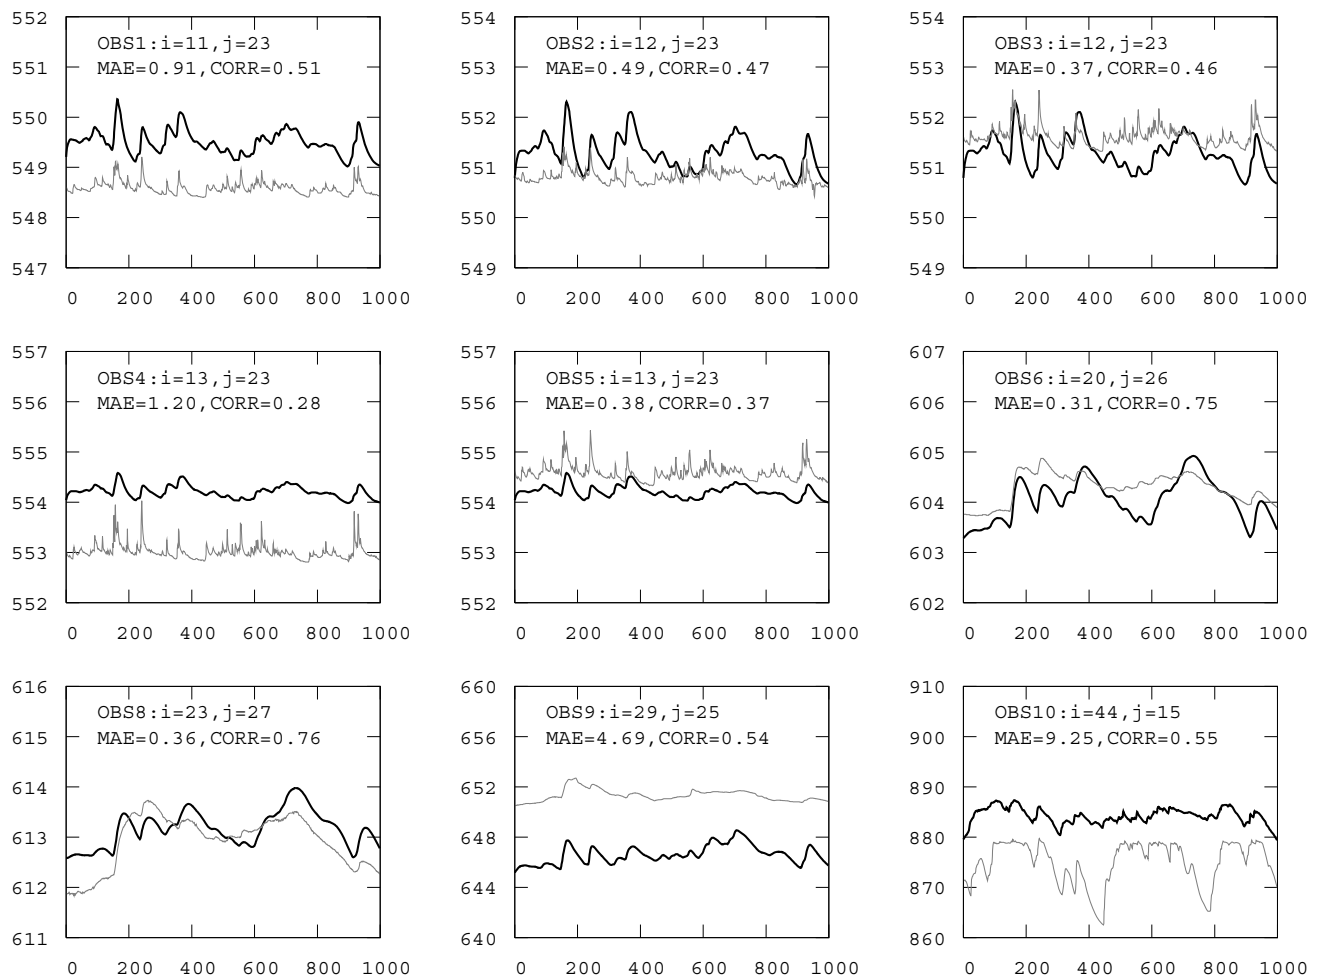 552
551
550
549
548
547
OBS1:i=11,j=23
MAE=0.91,CORR=0.51
0 200 400 600 800 1000
554
553
552
551
550
549
OBS2:i=12,j=23
MAE=0.49,CORR=0.47
0 200 400 600 800 1000
554
553
552
551
550
549
OBS3:i=12,j=23
MAE=0.37,CORR=0.46
0 200 400 600 800 1000
557
556
555
554
553
552
OBS4:i=13,j=23
MAE=1.20,CORR=0.28
0 200 400 600 800 1000
557
556
555
554
553
552
OBS5:i=13,j=23
MAE=0.38,CORR=0.37
0 200 400 600 800 1000
607
606
605
604
603
602
OBS6:i=20,j=26
MAE=0.31,CORR=0.75
0 200 400 600 800 1000
616
615
614
613
612
611
OBS8:i=23,j=27
MAE=0.36,CORR=0.76
0 200 400 600 800 1000
660
656
652
648
644
640
OBS9:i=29,j=25
MAE=4.69,CORR=0.54
0 200 400 600 800 1000
910
900
890
880
870
860
OBS10:i=44,j=15
MAE=9.25,CORR=0.55
0 200 400 600 800 1000